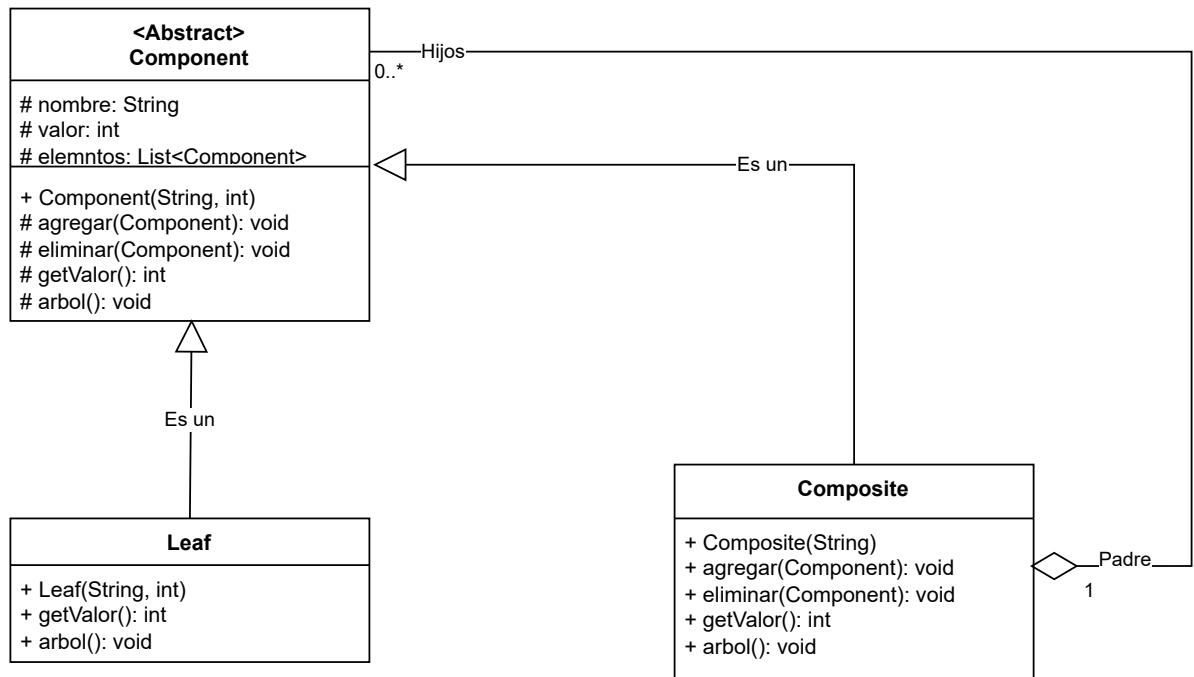 <Abstract>
Component
# nombre: String
# valor: int
# elemntos: List<Component>
+ Component(String, int)
# agregar(Component): void
# eliminar(Component): void
# getValor(): int
# arbol(): void
Hijos
0..*
Es un
Es un
Leaf
+ Leaf(String, int)
+ getValor(): int
+ arbol(): void
Composite
+ Composite(String)
+ agregar(Component): void
+ eliminar(Component): void
+ getValor(): int
+ arbol(): void
Padre
1